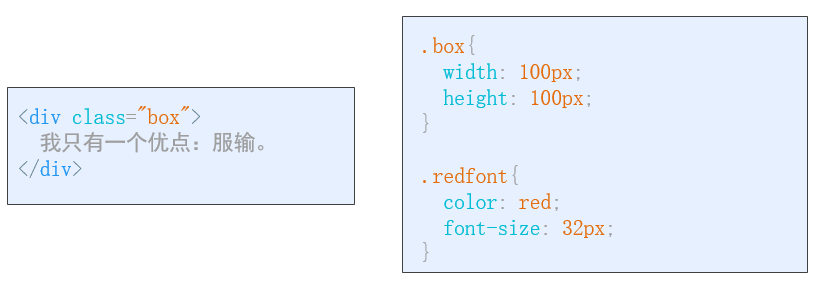 <div class="box">
我只有一个优点：服输。
</div>
.box{
width: 100px;
height: 100px;
}
.redfont{
color: red;
font-size: 32px;
}